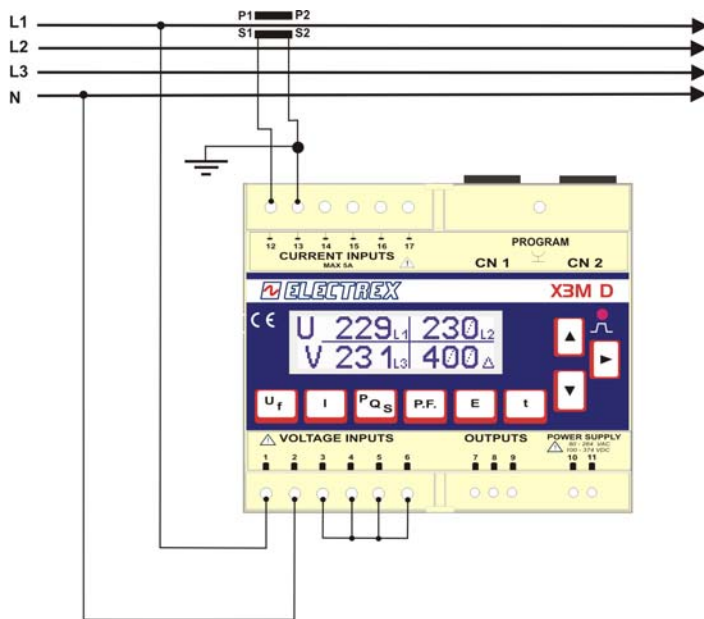 P1 P2
L1
S1 S2
L2
L3
N
12 13 14 15 16 17
CURRENT INPUTS
MAX 5A
PROGRAM
CN 1 CN 2
ELECTREX X3M D
CE
U 229 L1 230 L2
V 231 L3 400 Δ
Uf I PQS P.F. E t
VOLTAGE INPUTS OUTPUTS POWER SUPPLY
1 2 3 4 5 6 7 8 9 10 11